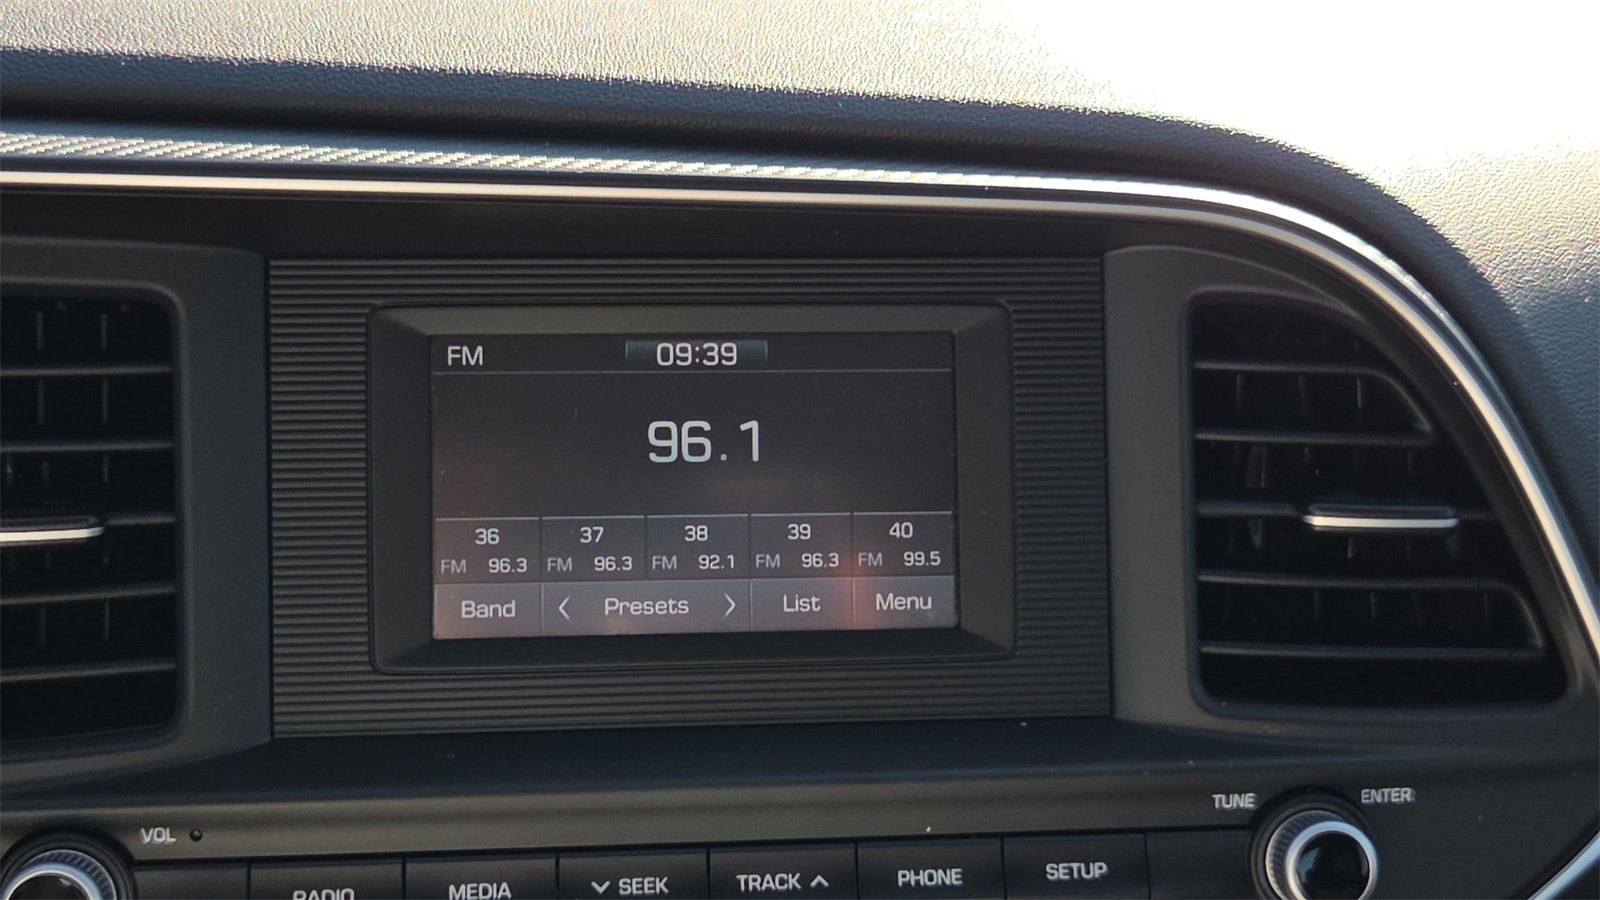 FM 09:39
96.1
36 37 38 39 40
FM 96.3 FM 96.3 FM 92.1 FM 96.3 FM 99.5
Band < Presets > List Menu
TUNE ENTER
VOL
RADIO MEDIA SEEK TRACK PHONE SETUP